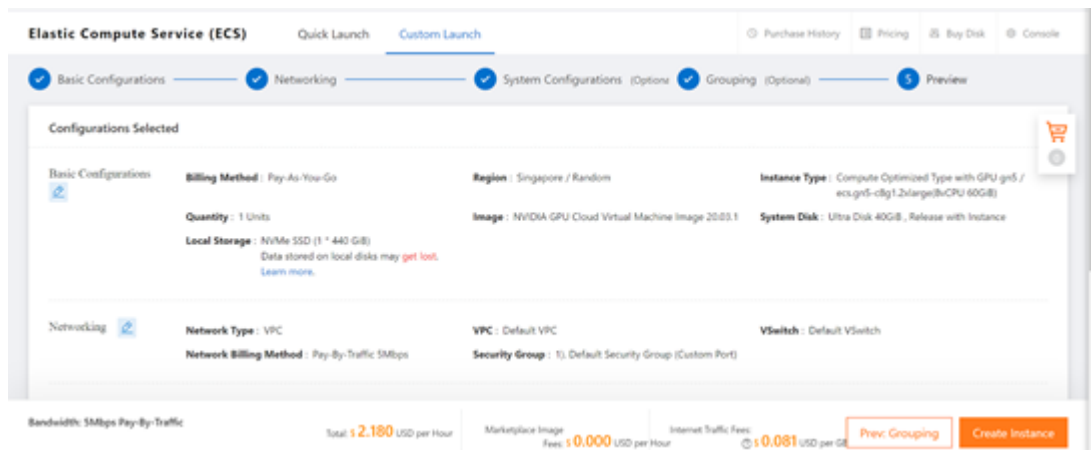 Elastic Compute Service (ECS) Quick Launch Custom Launch Purchase History Pricing Buy Disk Console
Basic Configurations Networking System Configurations (Optiona Grouping (Optional) 5 Preview
Configurations Selected
0
Basic Configurations
Billing Method : Pay-As-You-Go
Region : Singapore / Random
Instance Type : Compute Optimized Type with GPU gn5 /
ecs.gn5-c8g1.2xlarge(8vCPU 60GiB)
Quantity : 1 Units
Image : NVIDIA GPU Cloud Virtual Machine Image 20.03.1
System Disk : Ultra Disk 40GiB , Release with Instance
Local Storage : NVMe SSD (1 * 440 GiB)
Data stored on local disks may get lost.
Learn more.
Networking
Network Type : VPC
VPC : Default VPC
VSwitch : Default VSwitch
Network Billing Method : Pay-By-Traffic 5Mbps
Security Group : 1). Default Security Group (Custom Port)
Bandwidth: 5Mbps Pay-By-Traffic
Total: $ 2.180 USD per Hour
Marketplace Image
Fees: $ 0.000 USD per Hour
Internet Traffic Fees:
$ 0.081 USD per GB
Prev: Grouping
Create Instance